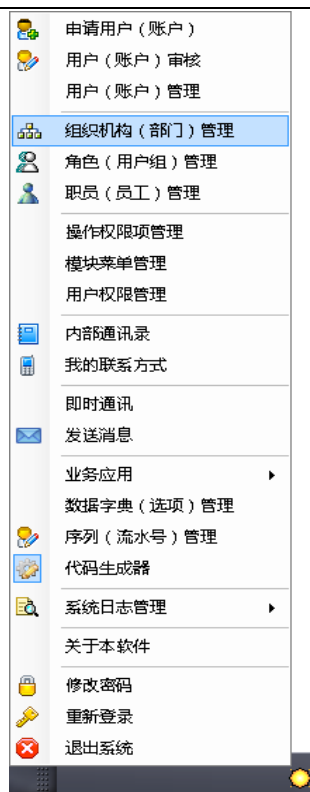 申请用户（账户）
用户（账户）审核
用户（账户）管理
组织机构（部门）管理
角色（用户组）管理
职员（员工）管理
操作权限项管理
模块菜单管理
用户权限管理
内部通讯录
我的联系方式
即时通讯
发送消息
业务应用
数据字典（选项）管理
序列（流水号）管理
代码生成器
系统日志管理
关于本软件
修改密码
重新登录
退出系统